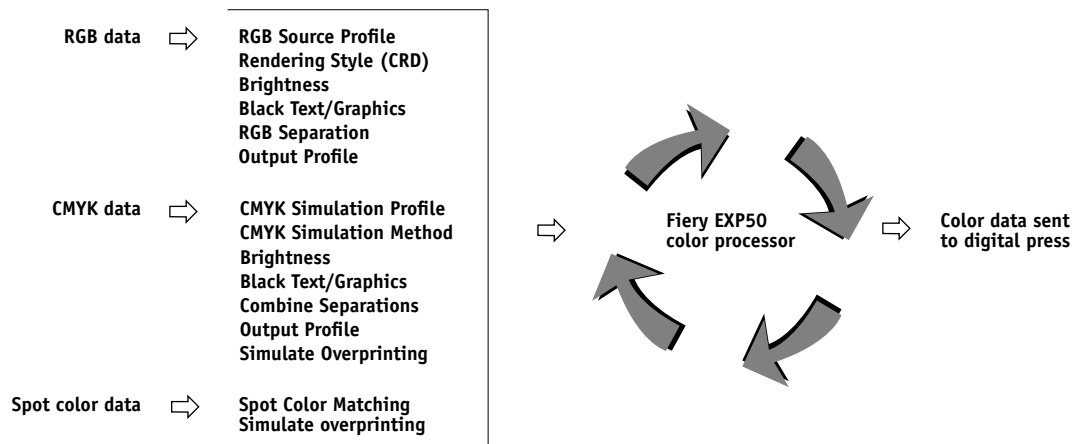 RGB data
RGB Source Profile
Rendering Style (CRD)
Brightness
Black Text/Graphics
RGB Separation
Output Profile
CMYK data
CMYK Simulation Profile
CMYK Simulation Method
Brightness
Black Text/Graphics
Combine Separations
Output Profile
Simulate Overprinting
Spot color data
Spot Color Matching
Simulate overprinting
Fiery EXP50
color processor
Color data sent
to digital press